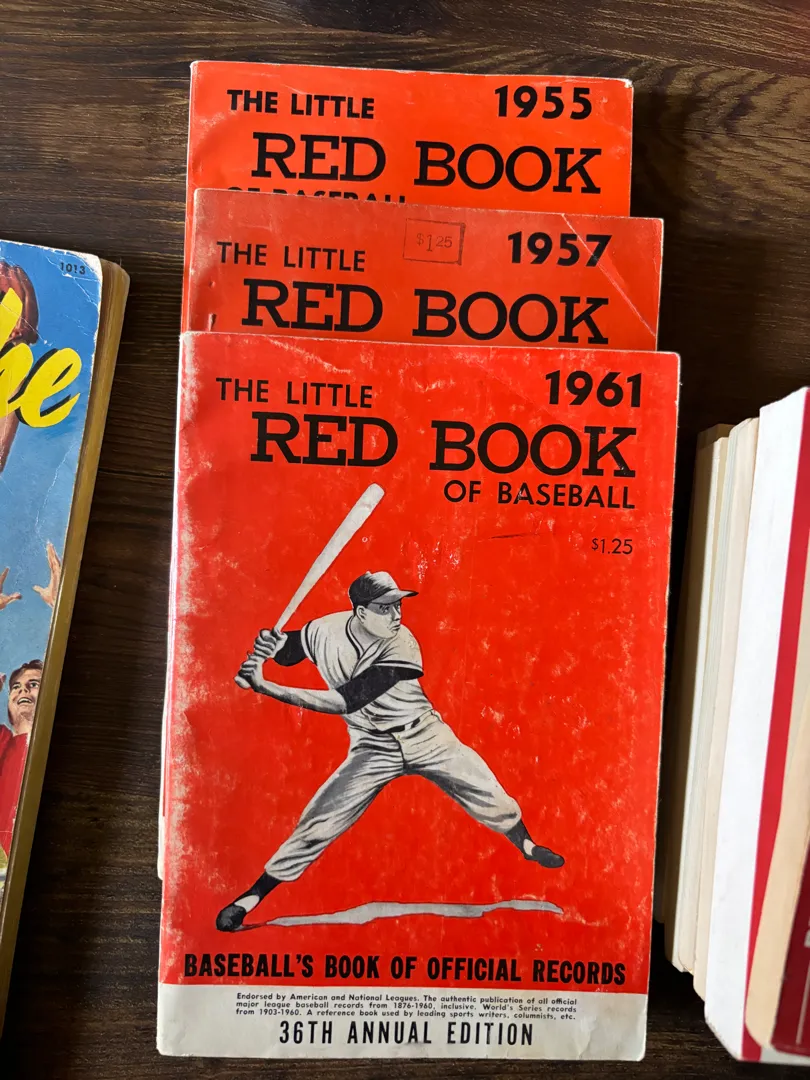 THE LITTLE 1955
RED BOOK
OF BASEBALL
$1.25
THE LITTLE 1957
RED BOOK
THE LITTLE 1961
RED BOOK
OF BASEBALL
$1.25
BASEBALL'S BOOK OF OFFICIAL RECORDS
Endorsed by American and National Leagues. The authentic publication of all official
major league baseball records from 1876-1960, inclusive, World's Series records
from 1903-1960. A reference book used by leading sports writers, columnists, etc.
36TH ANNUAL EDITION
1013